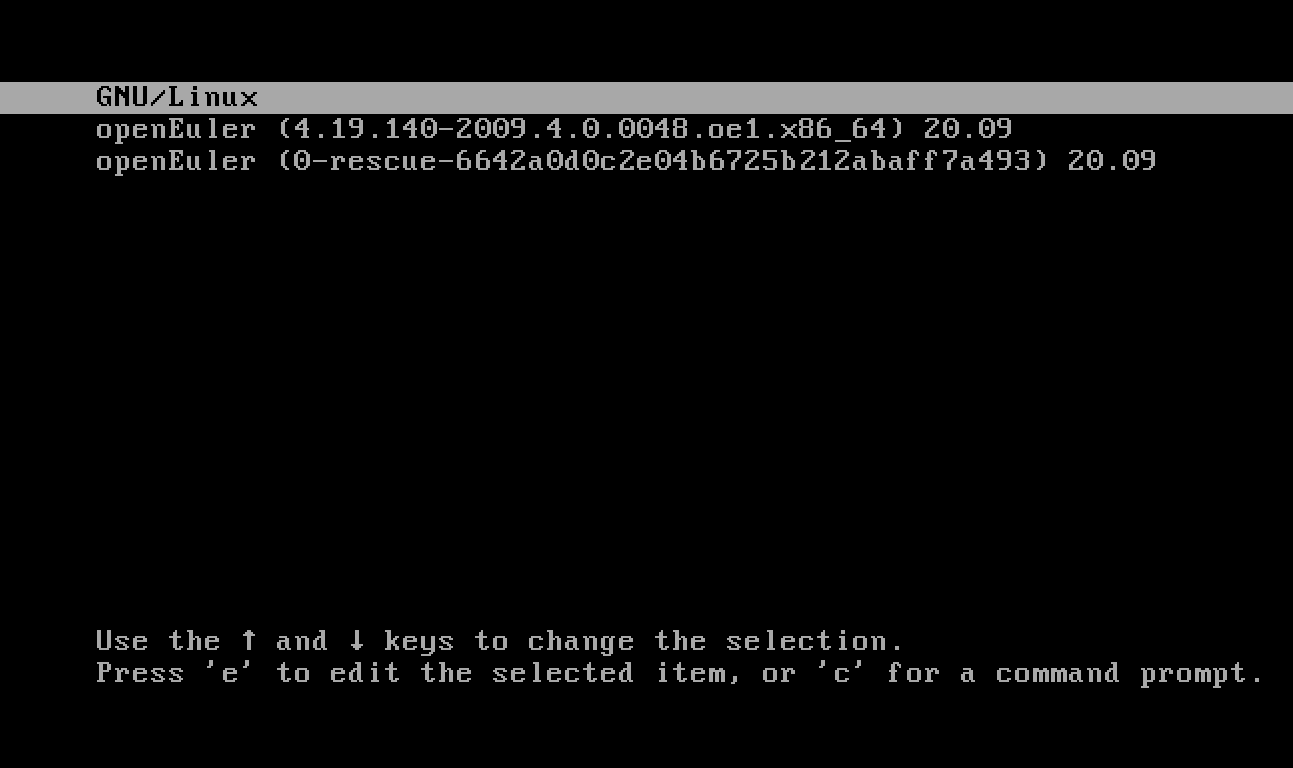 GNU/Linux
openEuler (4.19.140-2009.4.0.0048.oe1.x86_64) 20.09
openEuler (0-rescue-6642a0d0c2e04b6725b212abaff7a493) 20.09
Use the ↑ and ↓ keys to change the selection.
Press 'e' to edit the selected item, or 'c' for a command prompt.